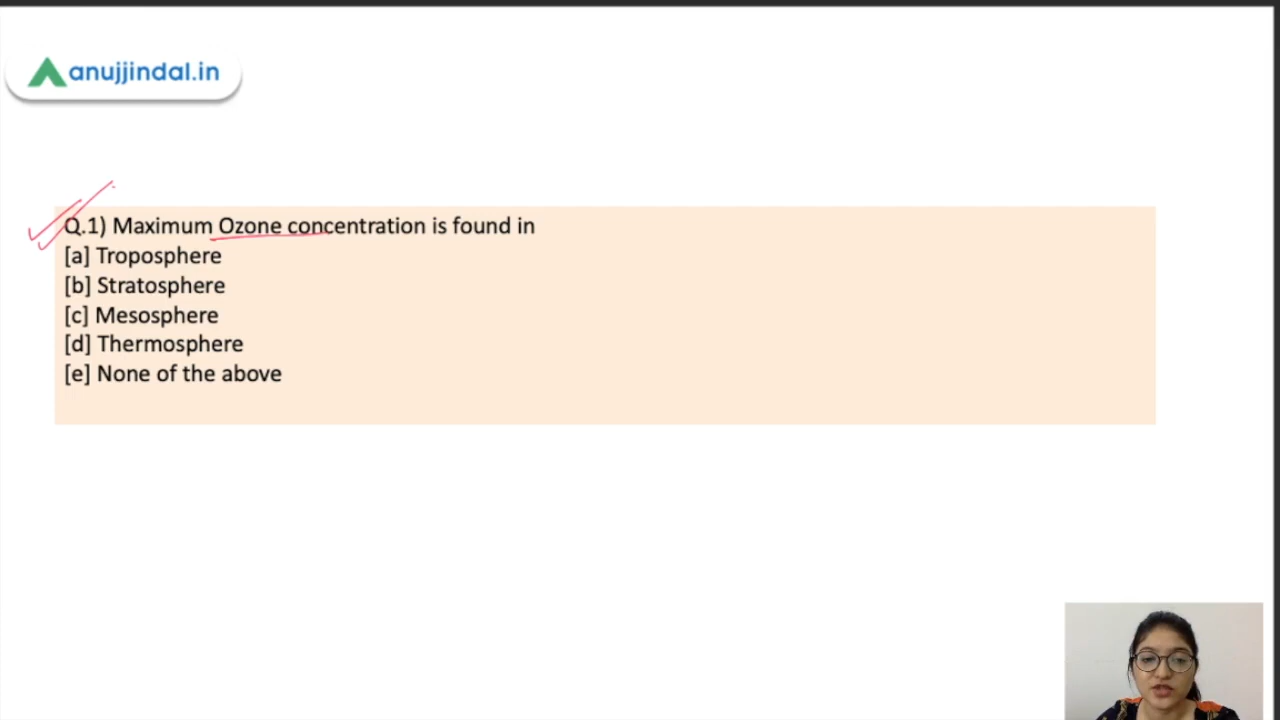 anujjindal.in
Q.1) Maximum Ozone concentration is found in
[a] Troposphere
[b] Stratosphere
[c] Mesosphere
[d] Thermosphere
[e] None of the above